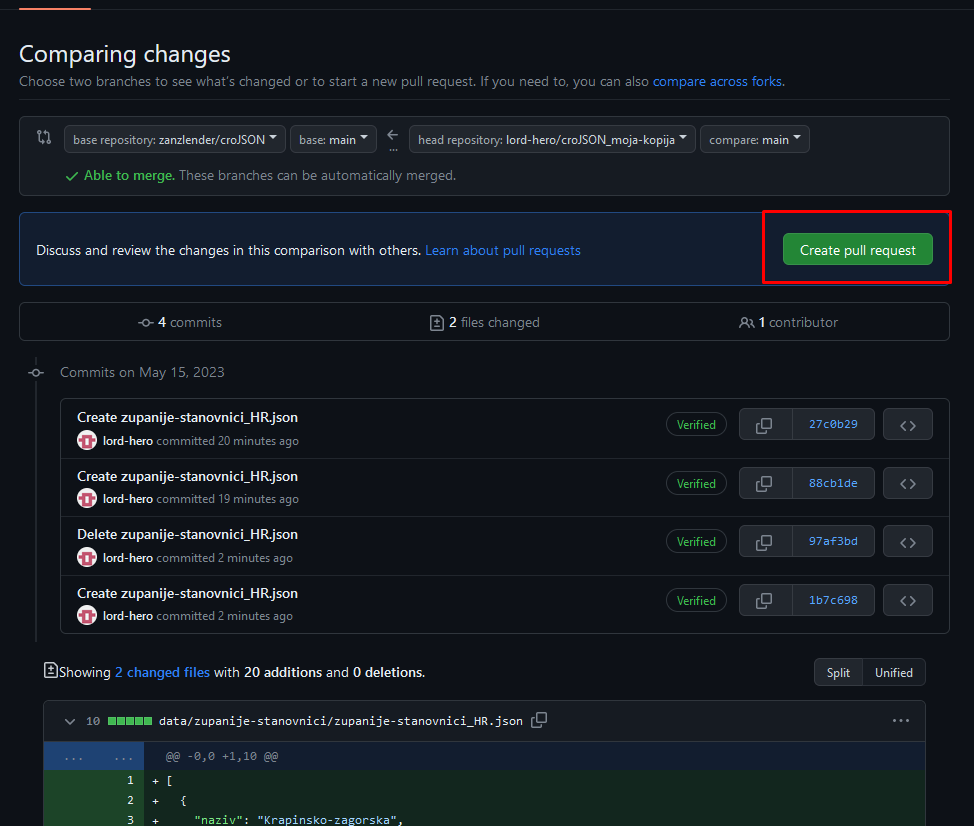 Comparing changes
Choose two branches to see what's changed or to start a new pull request. If you need to, you can also compare across forks.
base repository: zanzlender/croJSON base: main ... head repository: lord-hero/croJSON_moja-kopija compare: main
Able to merge. These branches can be automatically merged.
Discuss and review the changes in this comparison with others. Learn about pull requests Create pull request
4 commits 2 files changed 1 contributor
Commits on May 15, 2023
Create zupanije-stanovnici_HR.json
lord-hero committed 20 minutes ago Verified 27c0b29
Create zupanije-stanovnici_HR.json
lord-hero committed 19 minutes ago Verified 88cb1de
Delete zupanije-stanovnici_HR.json
lord-hero committed 2 minutes ago Verified 97af3bd
Create zupanije-stanovnici_HR.json
lord-hero committed 2 minutes ago Verified 1b7c698
Showing 2 changed files with 20 additions and 0 deletions. Split Unified
10 data/zupanije-stanovnici/zupanije-stanovnici_HR.json ...
... ... @@ -0,0 +1,10 @@
1 + [
2 + {
3 + "naziv": "Krapinsko-zagorska",